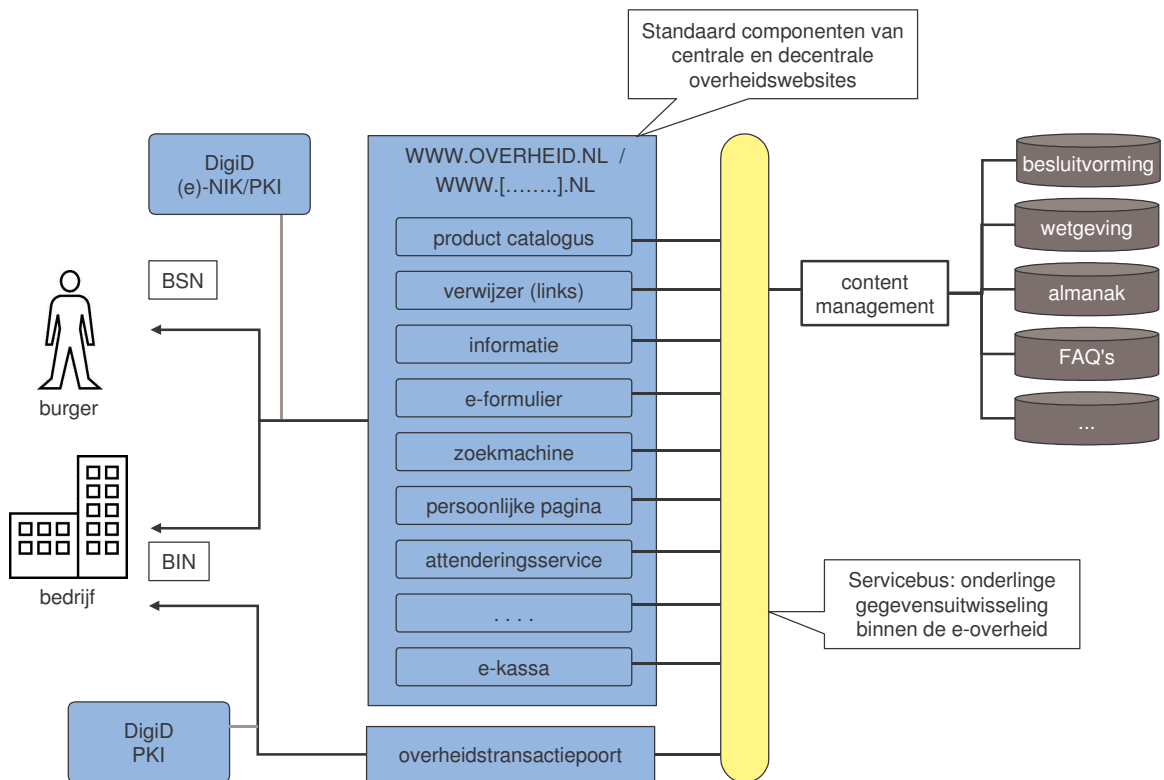 Standaard componenten van
centrale en decentrale
overheidswebsites
DigiD
(e)-NIK/PKI
WWW.OVERHEID.NL /
WWW.[……..].NL
product catalogus
verwijzer (links)
informatie
e-formulier
zoekmachine
persoonlijke pagina
attenderingsservice
. . . .
e-kassa
overheidstransactiepoort
BSN
burger
BIN
bedrijf
DigiD
PKI
content
management
besluitvorming
wetgeving
almanak
FAQ's
...
Servicebus: onderlinge
gegevensuitwisseling
binnen de e-overheid